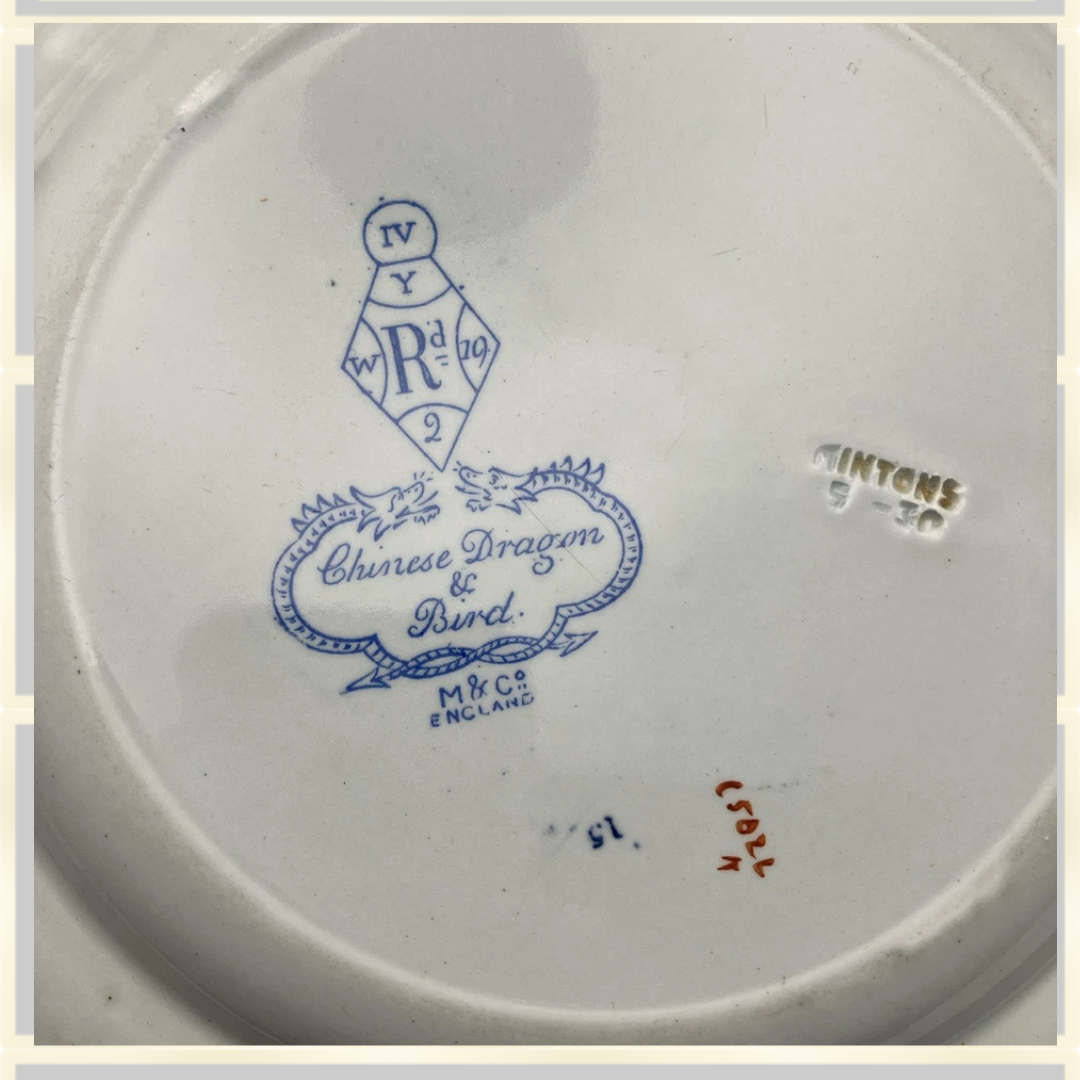 IV
Y
W Rd 19
2
Chinese Dragon
&
Bird.
M & Co
ENGLAND
MINTONS
5 - 30
15